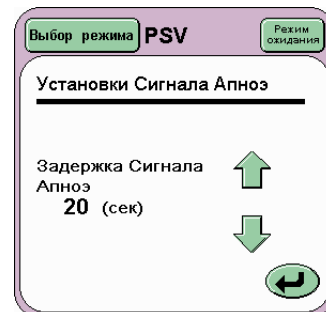 Выбор режима PSV Режим
ожидания
Установки Сигнала Апноэ
Задержка Сигнала
Апноэ
20 (сек)